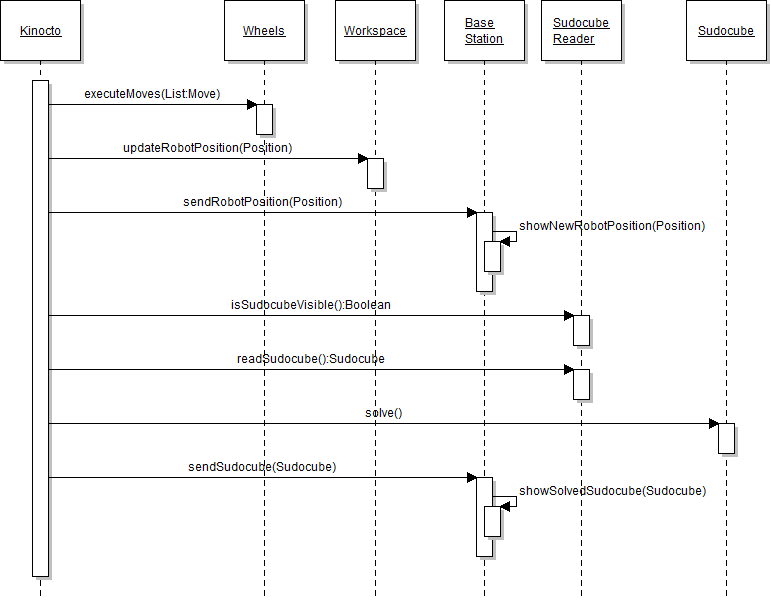 Kinocto
Wheels
Workspace
Base
Station
Sudocube
Reader
Sudocube
executeMoves(List:Move)
updateRobotPosition(Position)
sendRobotPosition(Position)
showNewRobotPosition(Position)
isSudocubeVisible():Boolean
readSudocube():Sudocube
solve()
sendSudocube(Sudocube)
showSolvedSudocube(Sudocube)